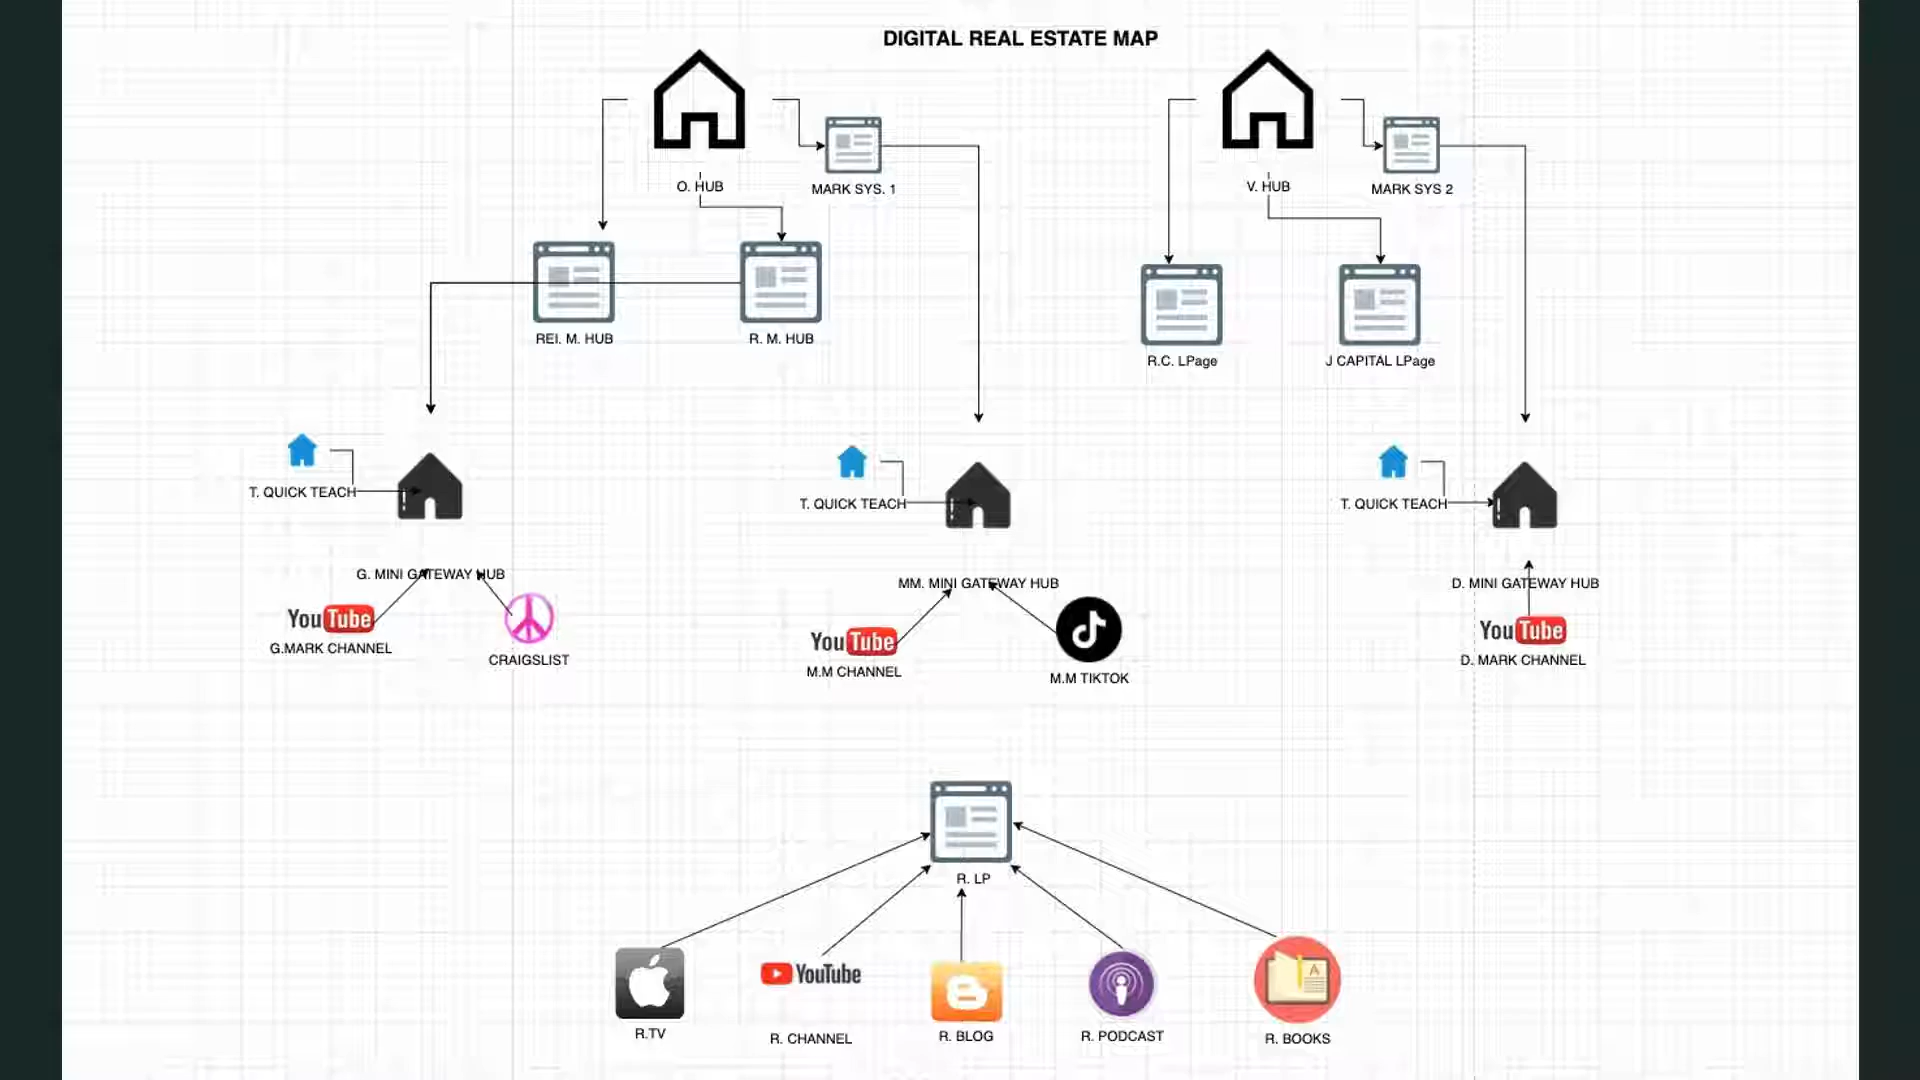 DIGITAL REAL ESTATE MAP
O. HUB
MARK SYS. 1
V. HUB
MARK SYS 2
REI. M. HUB
R. M. HUB
R.C. LPage
J CAPITAL LPage
T. QUICK TEACH
T. QUICK TEACH
T. QUICK TEACH
G. MINI GATEWAY HUB
MM. MINI GATEWAY HUB
D. MINI GATEWAY HUB
YouTube
G.MARK CHANNEL
CRAIGSLIST
YouTube
M.M CHANNEL
M.M TIKTOK
YouTube
D. MARK CHANNEL
R. LP
R.TV
YouTube
R. CHANNEL
R. BLOG
R. PODCAST
A
R. BOOKS